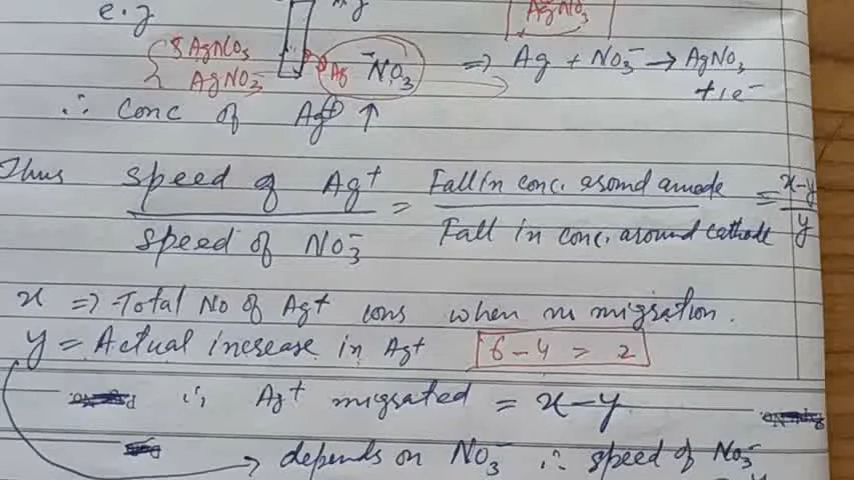 e.g
AgNO₃
AgNO₃
AgNO₃
Ag ⁻NO₃
⇒ Ag + NO₃⁻ → AgNO₃
+ 1e⁻
∴ Conc of Ag⁺ ↑
Thus speed of Ag⁺ / speed of NO₃⁻ = Fall in conc. around anode / Fall in conc. around cathode = x-y / y
x ⇒ Total No of Ag⁺ ions when no migration.
y = Actual increase in Ag⁺ 6-4 = 2
∴ Ag⁺ migrated = x-y
→ depends on NO₃⁻ ∴ speed of NO₃⁻